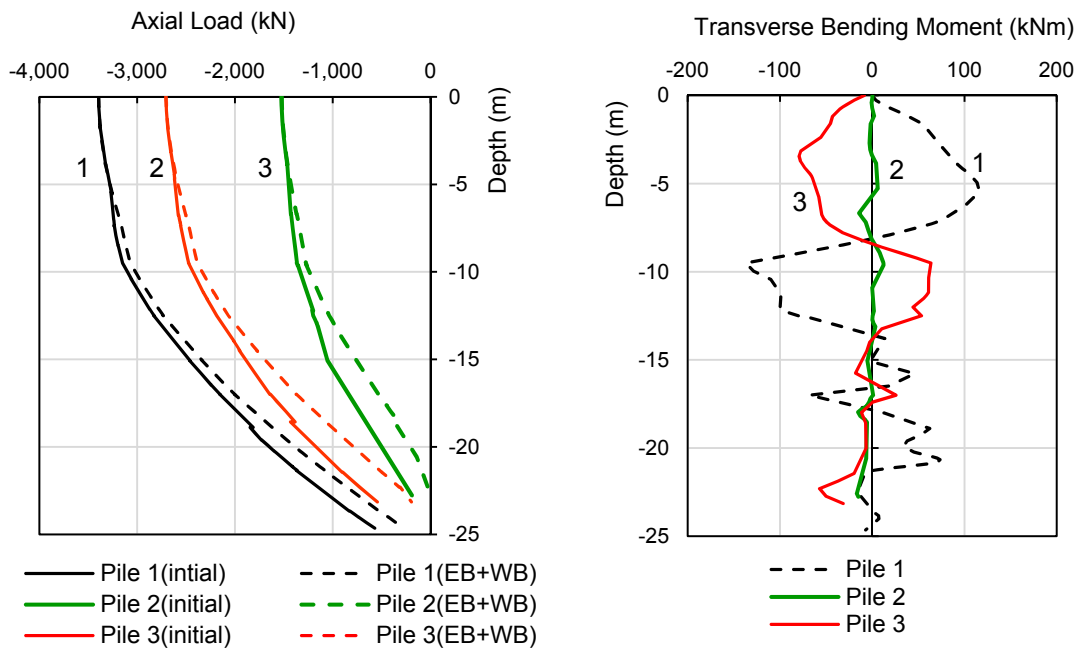 Axial Load (kN)
-4,000 -3,000 -2,000 -1,000 0
0
-5
-10
-15
-20
-25
Depth (m)
1 2 3
Pile 1(intial)
Pile 2(initial)
Pile 3(initial)
Pile 1(EB+WB)
Pile 2(EB+WB)
Pile 3(EB+WB)
Transverse Bending Moment (kNm)
-200 -100 0 100 200
0
-5
-10
-15
-20
-25
Depth (m)
1
2
3
Pile 1
Pile 2
Pile 3